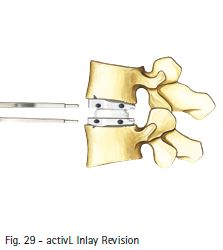 Fig. 29 - activL Inlay Revision